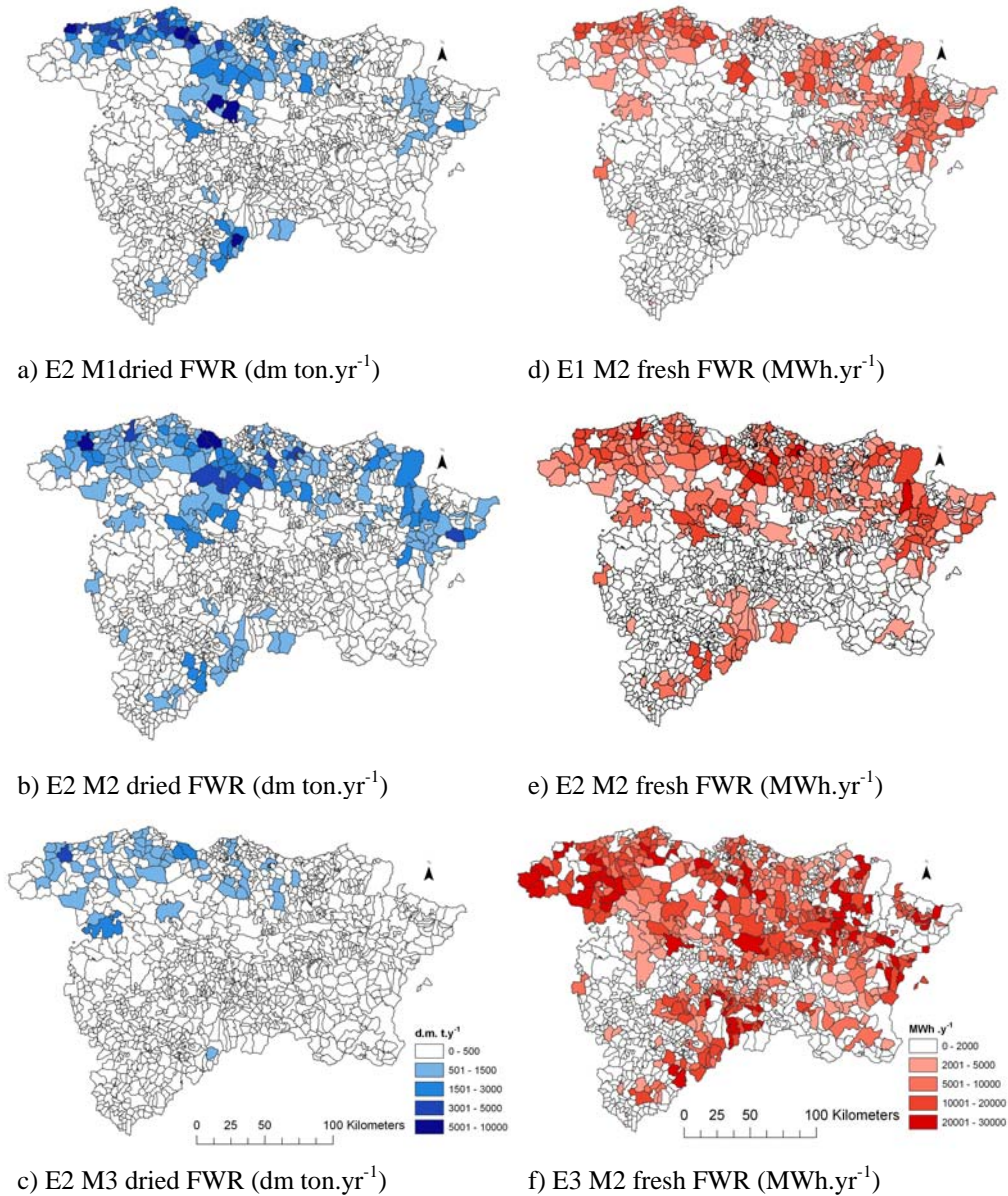 a) E2 M1dried FWR (dm ton.yr⁻¹)
d) E1 M2 fresh FWR (MWh.yr⁻¹)
b) E2 M2 dried FWR (dm ton.yr⁻¹)
e) E2 M2 fresh FWR (MWh.yr⁻¹)
d.m. t.y⁻¹
0 - 500
501 - 1500
1501 - 3000
3001 - 5000
5001 - 10000
0 25 50 100 Kilometers
MWh .y⁻¹
0 - 2000
2001 - 5000
5001 - 10000
10001 - 20000
20001 - 30000
0 25 50 100 Kilometers
c) E2 M3 dried FWR (dm ton.yr⁻¹)
f) E3 M2 fresh FWR (MWh.yr⁻¹)